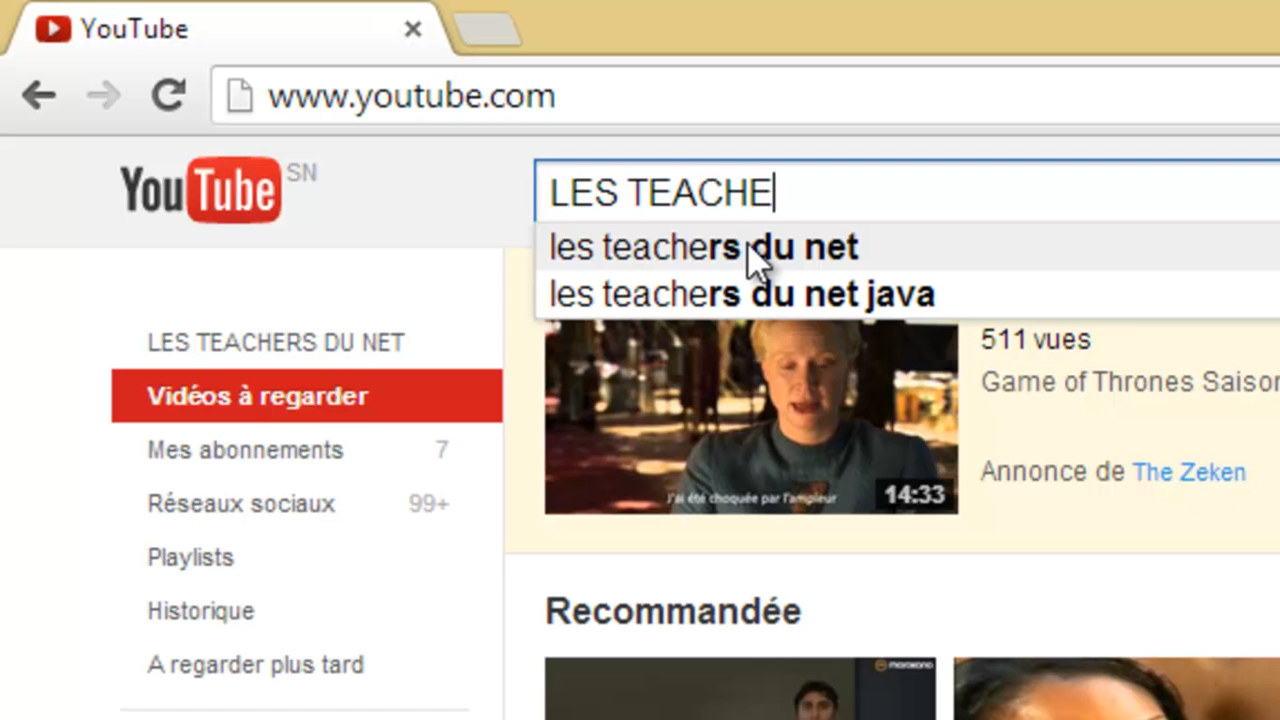 YouTube
www.youtube.com
YouTube SN
LES TEACHE
les teachers du net
les teachers du net java
LES TEACHERS DU NET
Vidéos à regarder
Mes abonnements 7
Réseaux sociaux 99+
Playlists
Historique
A regarder plus tard
511 vues
Game of Thrones Saison
Annonce de The Zeken
J'ai été choquée par l'ampleur
14:33
Recommandée